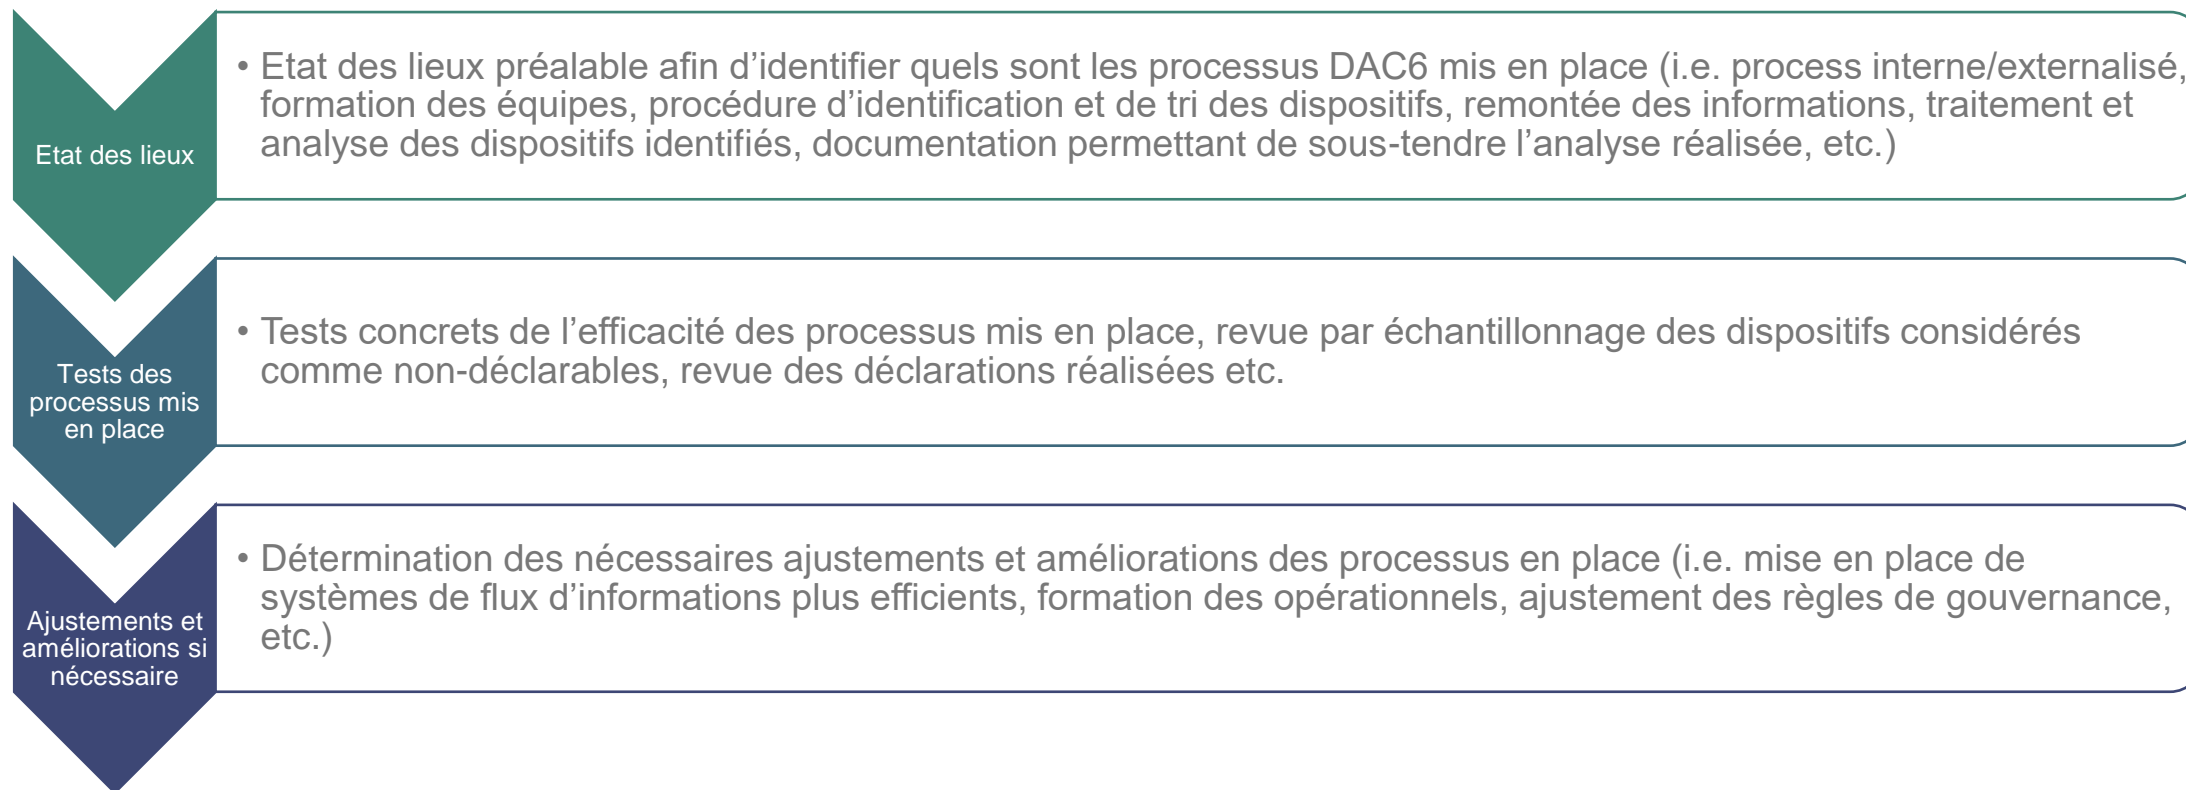 Etat des lieux
• Etat des lieux préalable afin d’identifier quels sont les processus DAC6 mis en place (i.e. process interne/externalisé,
formation des équipes, procédure d’identification et de tri des dispositifs, remontée des informations, traitement et
analyse des dispositifs identifiés, documentation permettant de sous-tendre l’analyse réalisée, etc.)
Tests des
processus mis
en place
• Tests concrets de l’efficacité des processus mis en place, revue par échantillonnage des dispositifs considérés
comme non-déclarables, revue des déclarations réalisées etc.
Ajustements et
améliorations si
nécessaire
• Détermination des nécessaires ajustements et améliorations des processus en place (i.e. mise en place de
systèmes de flux d’informations plus efficients, formation des opérationnels, ajustement des règles de gouvernance,
etc.)